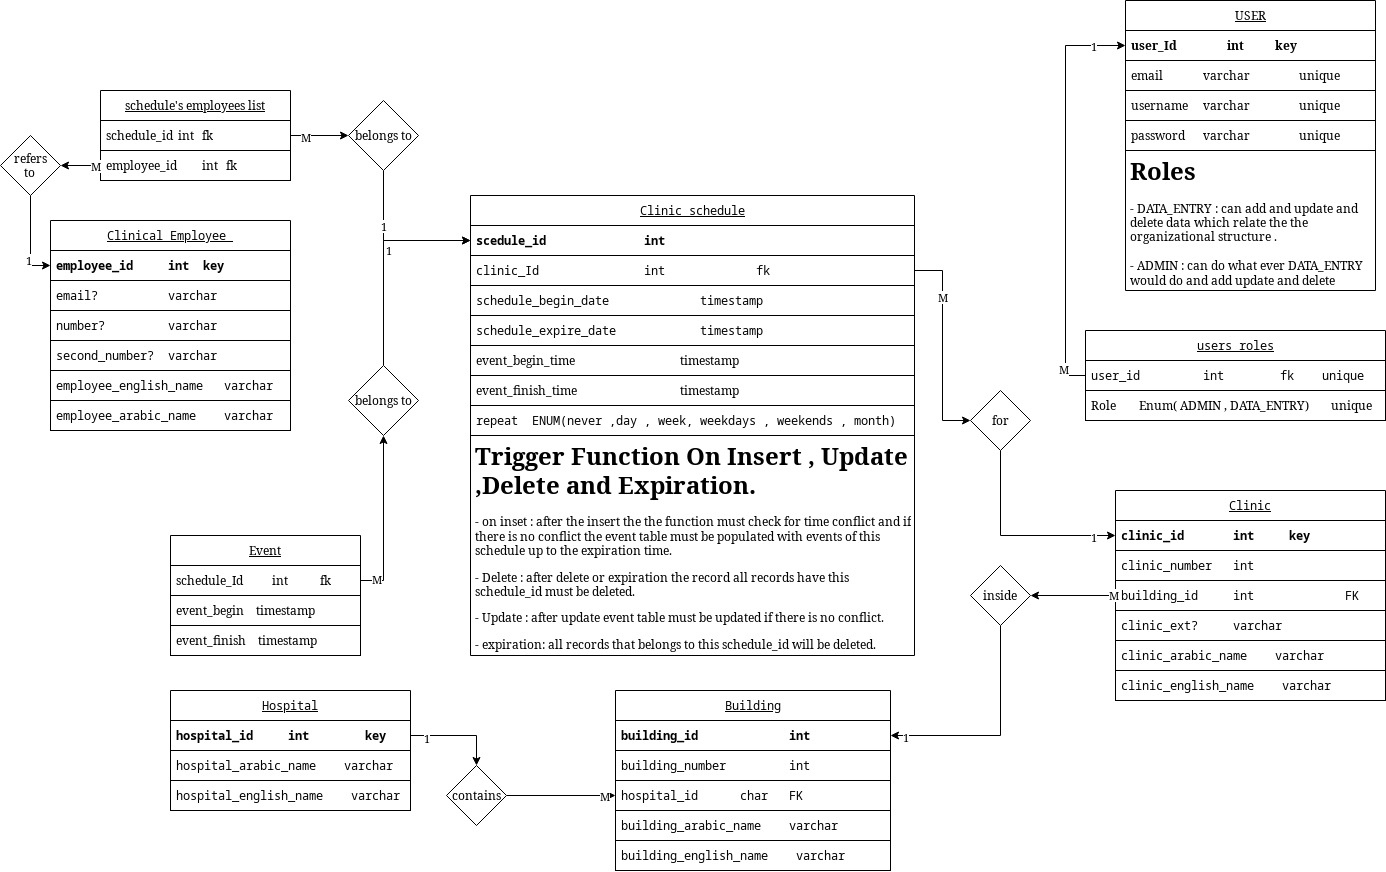 USER
user_Id int key
email varchar unique
username varchar unique
password varchar unique
Roles
- DATA_ENTRY : can add and update and
delete data which relate the the
organizational structure .
- ADMIN : can do what ever DATA_ENTRY
would do and add update and delete
1
M
users roles
user_id int fk unique
Role Enum( ADMIN , DATA_ENTRY) unique
schedule's employees list
schedule_id int fk
employee_id int fk
M
belongs to
M
refers
to
1
1
1
Clinical Employee
employee_id int key
email? varchar
number? varchar
second_number? varchar
employee_english_name varchar
employee_arabic_name varchar
Clinic schedule
scedule_id int
clinic_Id int fk
schedule_begin_date timestamp
schedule_expire_date timestamp
event_begin_time timestamp
event_finish_time timestamp
repeat ENUM(never ,day , week, weekdays , weekends , month)
Trigger Function On Insert , Update
,Delete and Expiration.
- on inset : after the insert the the function must check for time conflict and if
there is no conflict the event table must be populated with events of this
schedule up to the expiration time.
- Delete : after delete or expiration the record all records have this
schedule_id must be deleted.
- Update : after update event table must be updated if there is no conflict.
- expiration: all records that belongs to this schedule_id will be deleted.
M
for
1
belongs to
M
Event
schedule_Id int fk
event_begin timestamp
event_finish timestamp
Clinic
clinic_id int key
clinic_number int
building_id int FK
clinic_ext? varchar
clinic_arabic_name varchar
clinic_english_name varchar
M
inside
1
Hospital
hospital_id int key
hospital_arabic_name varchar
hospital_english_name varchar
1
contains
M
Building
building_id int
building_number int
hospital_id char FK
building_arabic_name varchar
building_english_name varchar